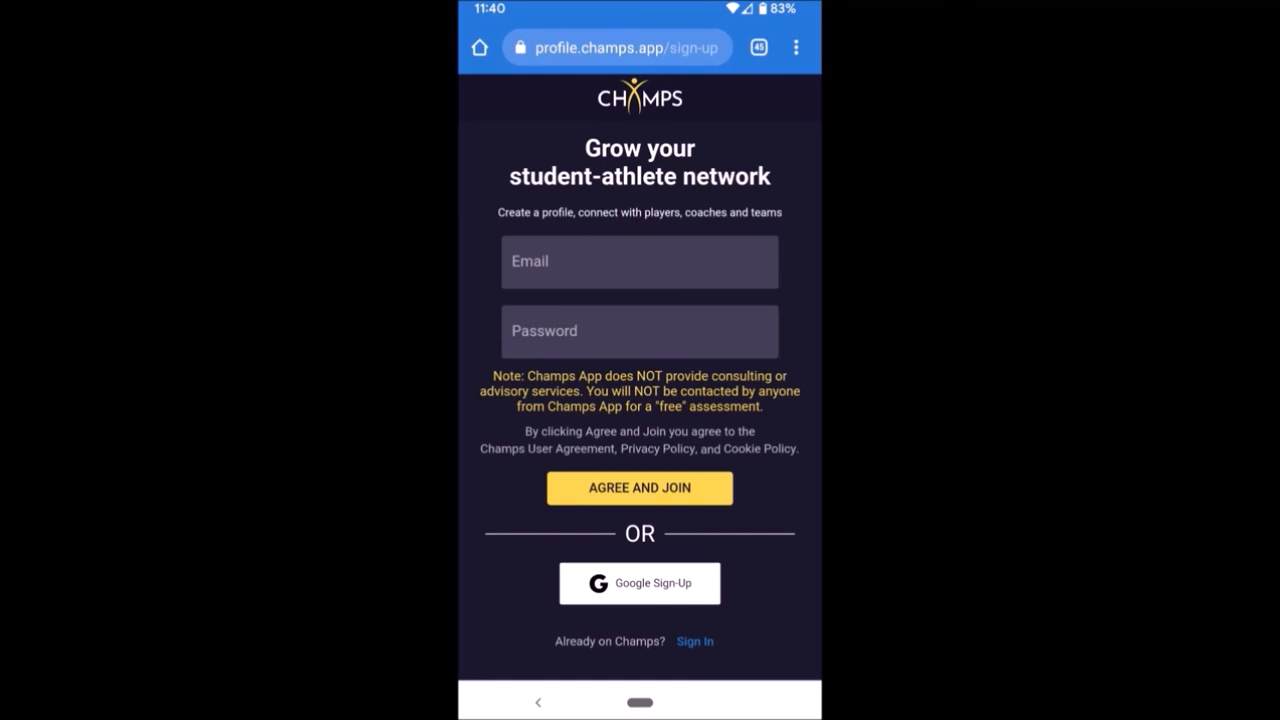 11:40
83%
profile.champs.app/sign-up
45
CHAMPS
Grow your
student-athlete network
Create a profile, connect with players, coaches and teams
Email
Password
Note: Champs App does NOT provide consulting or
advisory services. You will NOT be contacted by anyone
from Champs App for a "free" assessment.
By clicking Agree and Join you agree to the
Champs User Agreement, Privacy Policy, and Cookie Policy.
AGREE AND JOIN
OR
G Google Sign-Up
Already on Champs? Sign In